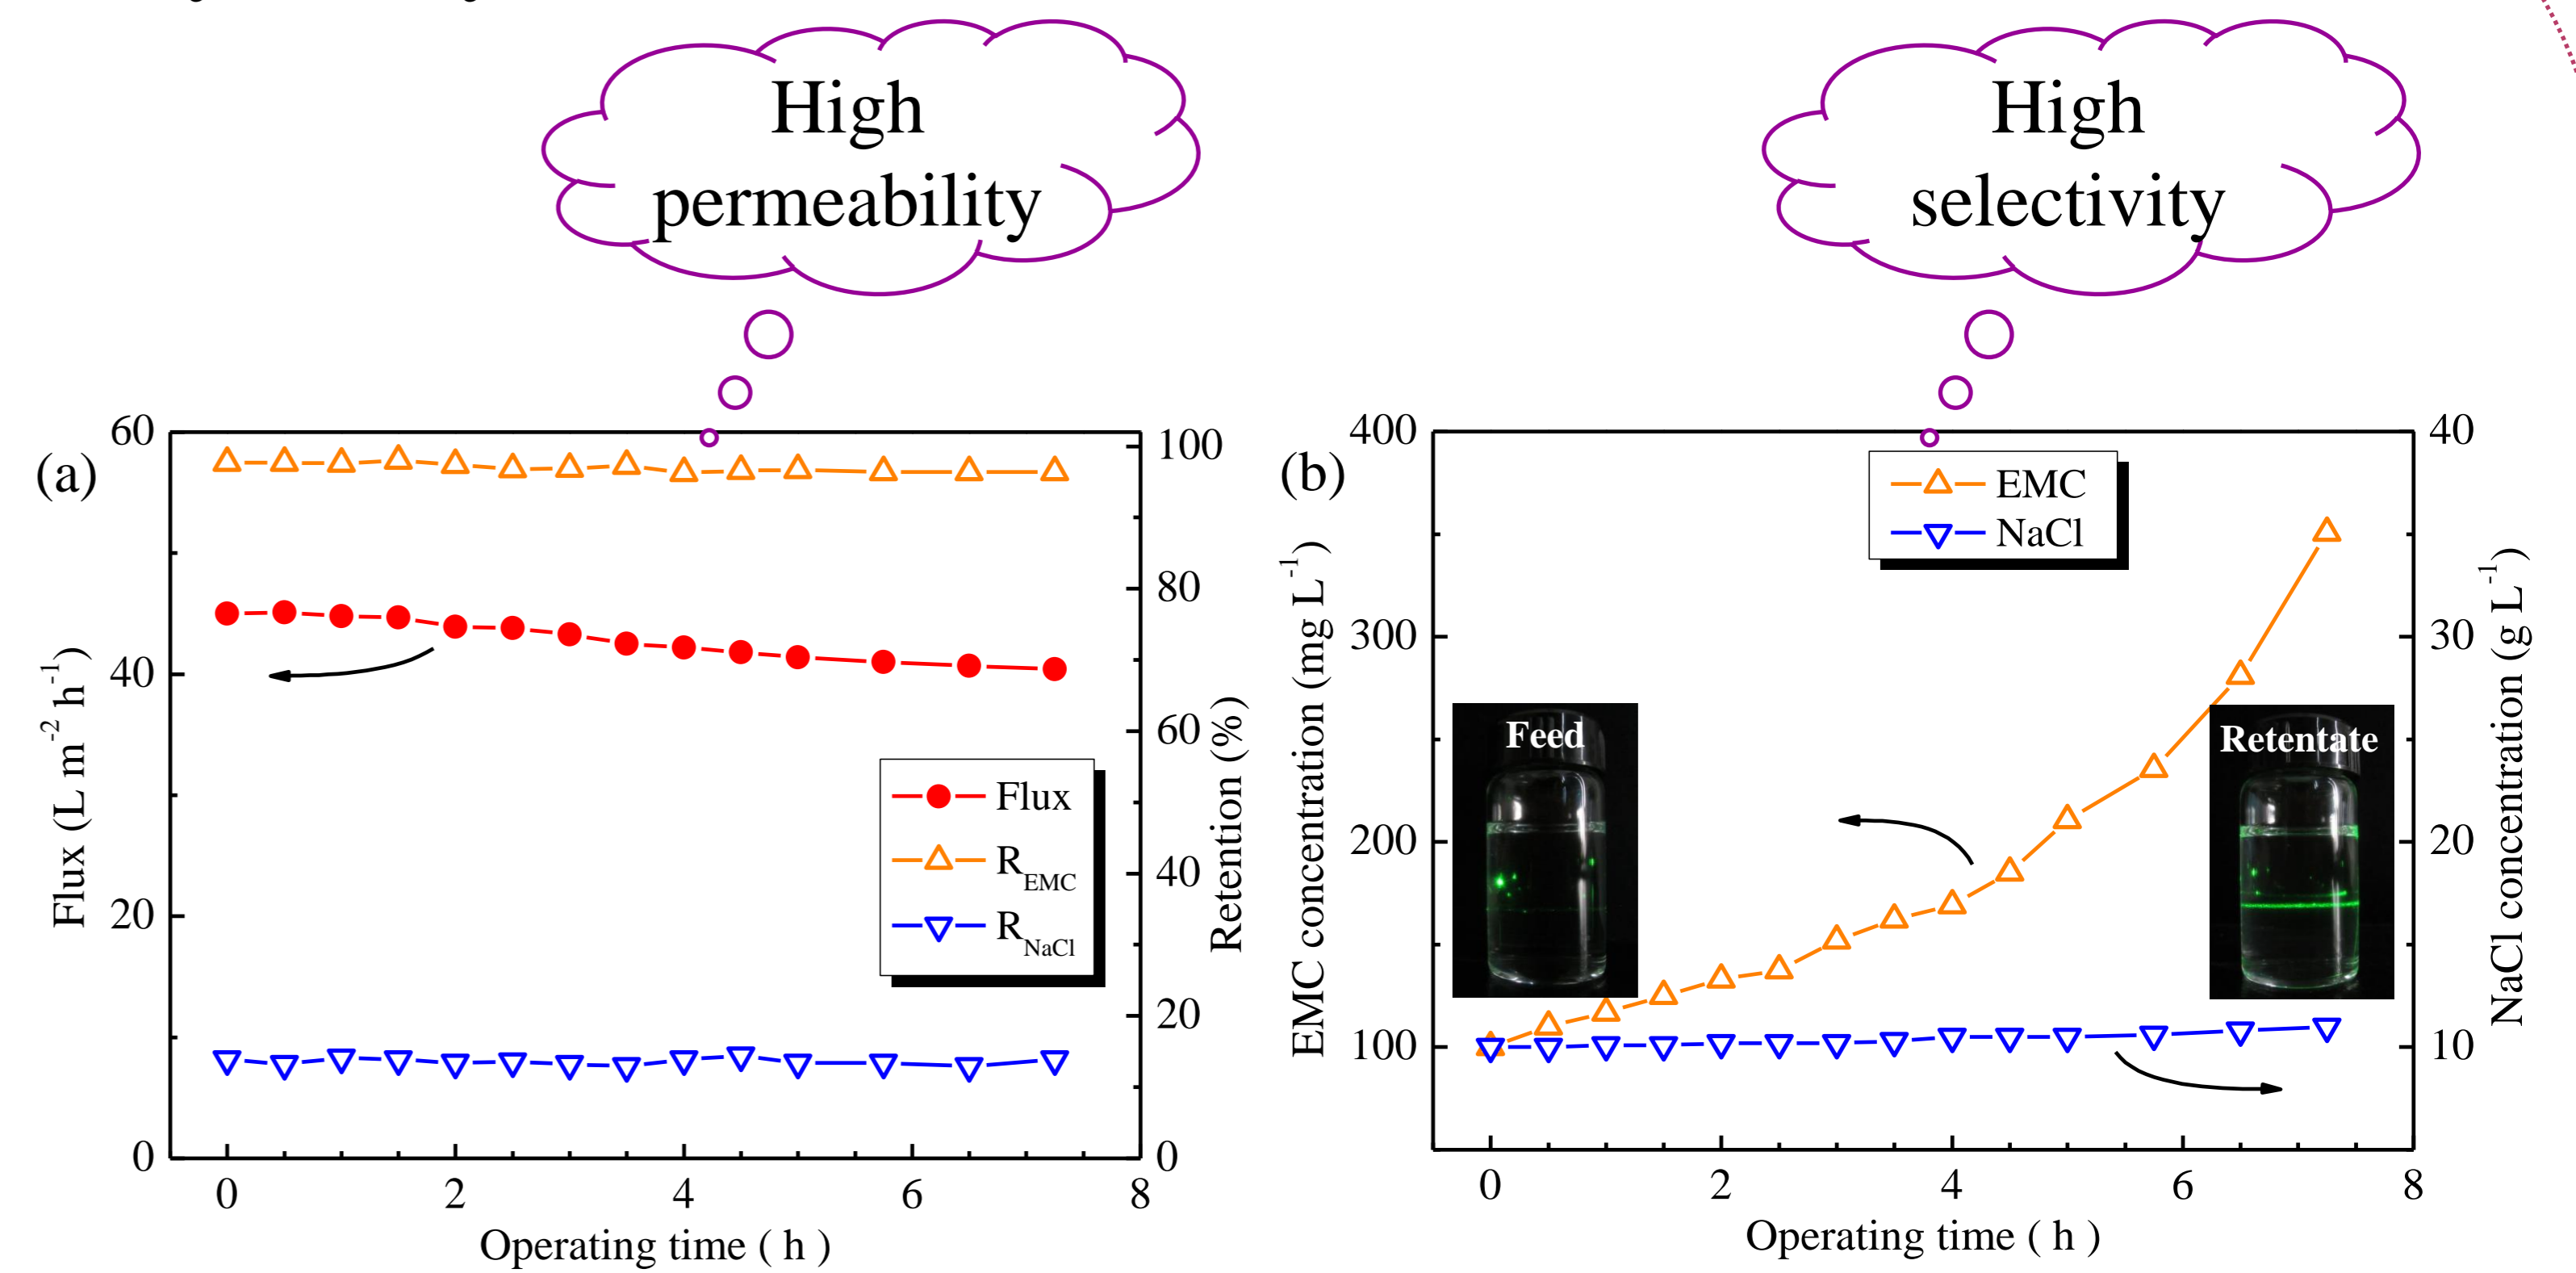 High
permeability
High
selectivity
(a)
60
40
20
0
Flux (L m⁻² h⁻¹)
100
80
60
40
20
0
Retention (%)
Flux
R_EMC
R_NaCl
0 2 4 6 8
Operating time ( h )
(b)
400
300
200
100
EMC concentration (mg L⁻¹)
40
30
20
10
NaCl concentration (g L⁻¹)
EMC
NaCl
Feed
Retentate
0 2 4 6 8
Operating time ( h )